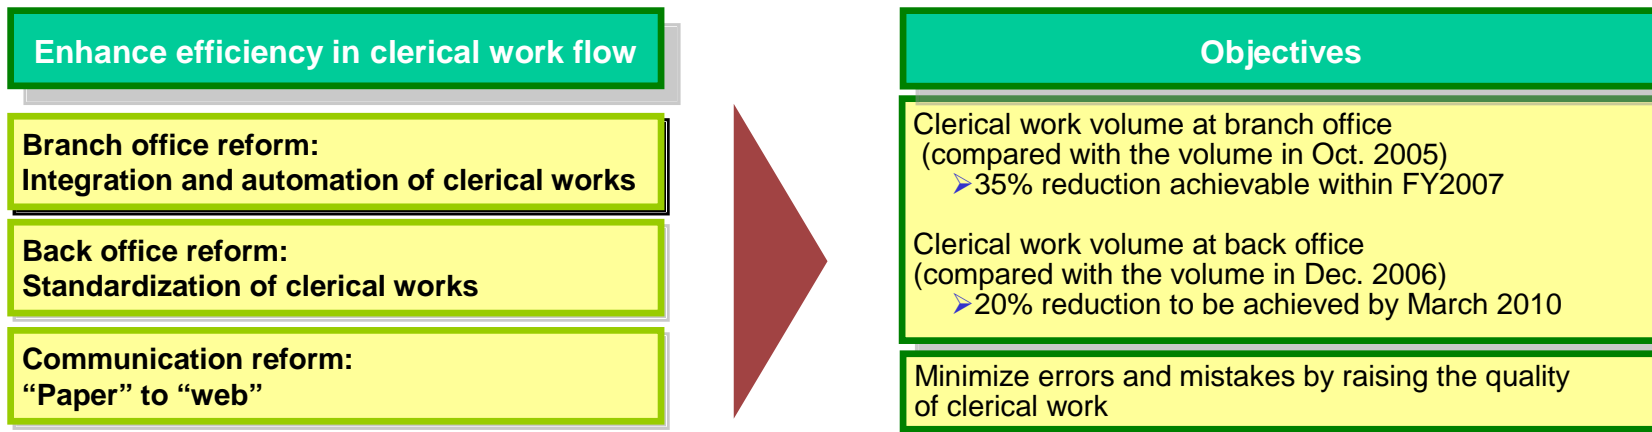 Enhance efficiency in clerical work flow
Branch office reform:
Integration and automation of clerical works
Back office reform:
Standardization of clerical works
Communication reform:
“Paper” to “web”
Objectives
Clerical work volume at branch office
(compared with the volume in Oct. 2005)
➢35% reduction achievable within FY2007
Clerical work volume at back office
(compared with the volume in Dec. 2006)
➢20% reduction to be achieved by March 2010
Minimize errors and mistakes by raising the quality
of clerical work